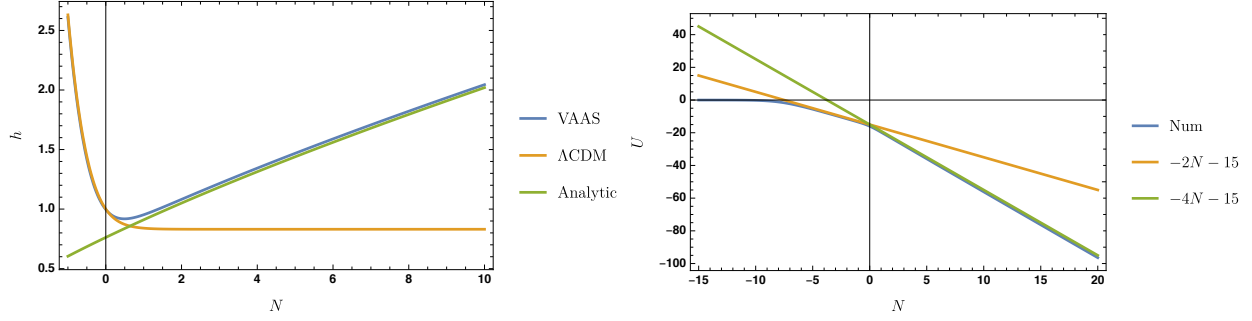 2.5
2.0
1.5
1.0
0.5
h
0 2 4 6 8 10
N
VAAS
ΛCDM
Analytic
40
20
0
−20
−40
−60
−80
−100
U
−15 −10 −5 0 5 10 15 20
N
Num
−2N − 15
−4N − 15